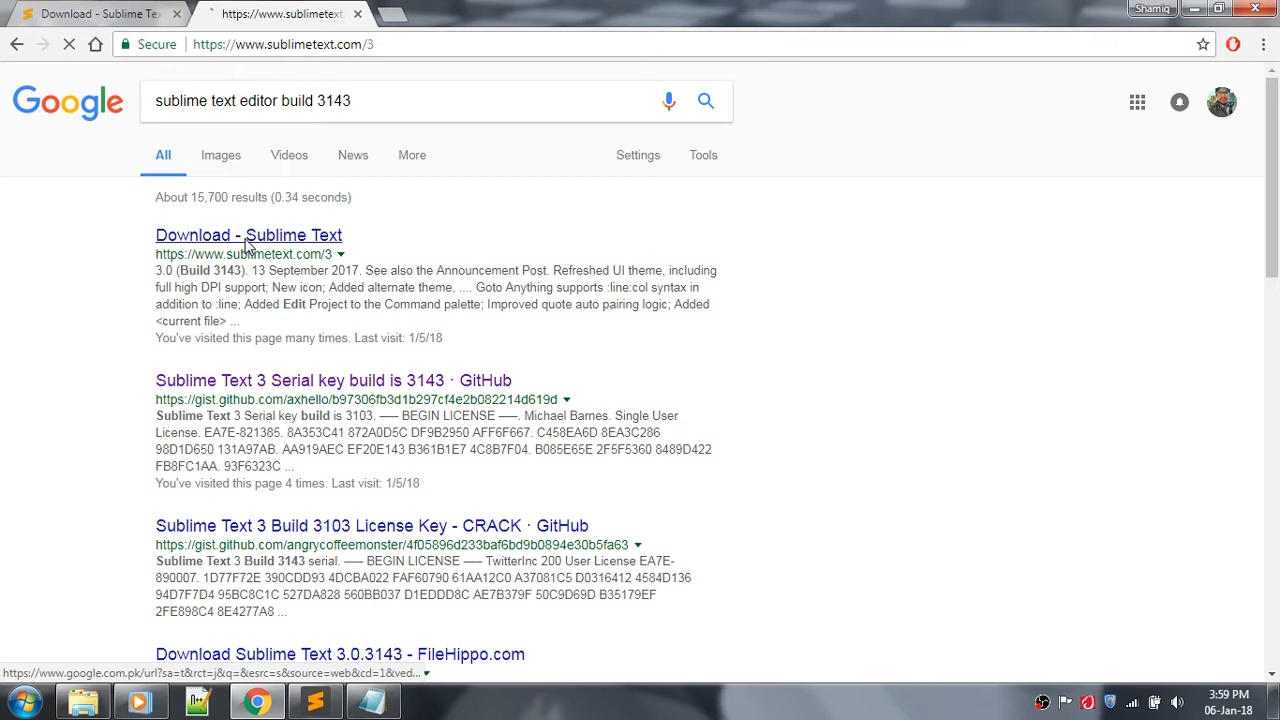 Download - Sublime Tex
https://www.sublimetext.
Shamiq
Secure
https://www.sublimetext.com/3
Google
sublime text editor build 3143
All
Images
Videos
News
More
Settings
Tools
About 15,700 results (0.34 seconds)
Download - Sublime Text
https://www.sublimetext.com/3
3.0 (Build 3143). 13 September 2017. See also the Announcement Post. Refreshed UI theme, including
full high DPI support; New icon; Added alternate theme, .... Goto Anything supports :line:col syntax in
addition to :line; Added Edit Project to the Command palette; Improved quote auto pairing logic; Added
<current file> ...
You've visited this page many times. Last visit: 1/5/18
Sublime Text 3 Serial key build is 3143 · GitHub
https://gist.github.com/axhello/b97306fb3d1b297cf4e2b082214d619d
Sublime Text 3 Serial key build is 3103. —– BEGIN LICENSE —–. Michael Barnes. Single User
License. EA7E-821385. 8A353C41 872A0D5C DF9B2950 AFF6F667. C458EA6D 8EA3C286
98D1D650 131A97AB. AA919AEC EF20E143 B361B1E7 4C8B7F04. B085E65E 2F5F5360 8489D422
FB8FC1AA. 93F6323C ...
You've visited this page 4 times. Last visit: 1/5/18
Sublime Text 3 Build 3103 License Key - CRACK · GitHub
https://gist.github.com/angrycoffeemonster/4f05896d233baf6bd9b0894e30b5fa63
Sublime Text 3 Build 3143 serial. —– BEGIN LICENSE —– TwitterInc 200 User License EA7E-
890007. 1D77F72E 390CDD93 4DCBA022 FAF60790 61AA12C0 A37081C5 D0316412 4584D136
94D7F7D4 95BC8C1C 527DA828 560BB037 D1EDDD8C AE7B379F 50C9D69D B35179EF
2FE898C4 8E4277A8 ...
Download Sublime Text 3.0.3143 - FileHippo.com
https://www.google.com.pk/url?sa=t&rct=j&q=&esrc=s&source=web&cd=1&ved...
3:59 PM
06-Jan-18